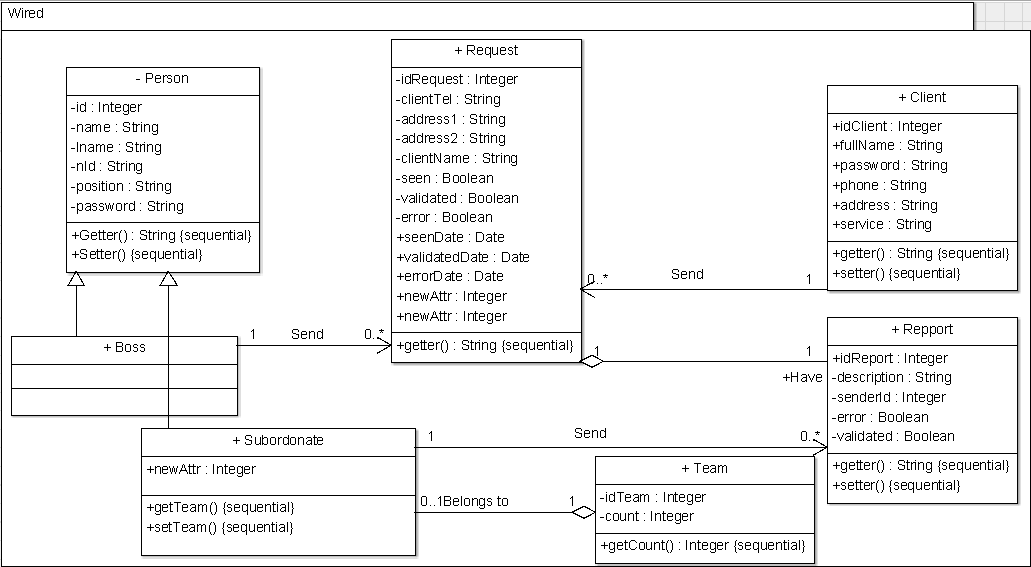 Wired
- Person
-id : Integer
-name : String
-lname : String
-nId : String
-position : String
-password : String
+Getter() : String {sequential}
+Setter() {sequential}
+ Request
-idRequest : Integer
-clientTel : String
-address1 : String
-address2 : String
-clientName : String
-seen : Boolean
-validated : Boolean
-error : Boolean
+seenDate : Date
+validatedDate : Date
+errorDate : Date
+newAttr : Integer
+newAttr : Integer
+getter() : String {sequential}
+ Client
+idClient : Integer
+fullName : String
+password : String
+phone : String
+address : String
+service : String
+getter() : String {sequential}
+setter() {sequential}
0..* Send 1
+ Boss
1 Send 0..*
1 1
+Have
+ Repport
+idReport : Integer
-description : String
-senderId : Integer
-error : Boolean
-validated : Boolean
+getter() : String {sequential}
+setter() {sequential}
+ Subordonate
+newAttr : Integer
+getTeam() {sequential}
+setTeam() {sequential}
1 Send 0..*
0..1Belongs to 1
+ Team
-idTeam : Integer
-count : Integer
+getCount() : Integer {sequential}